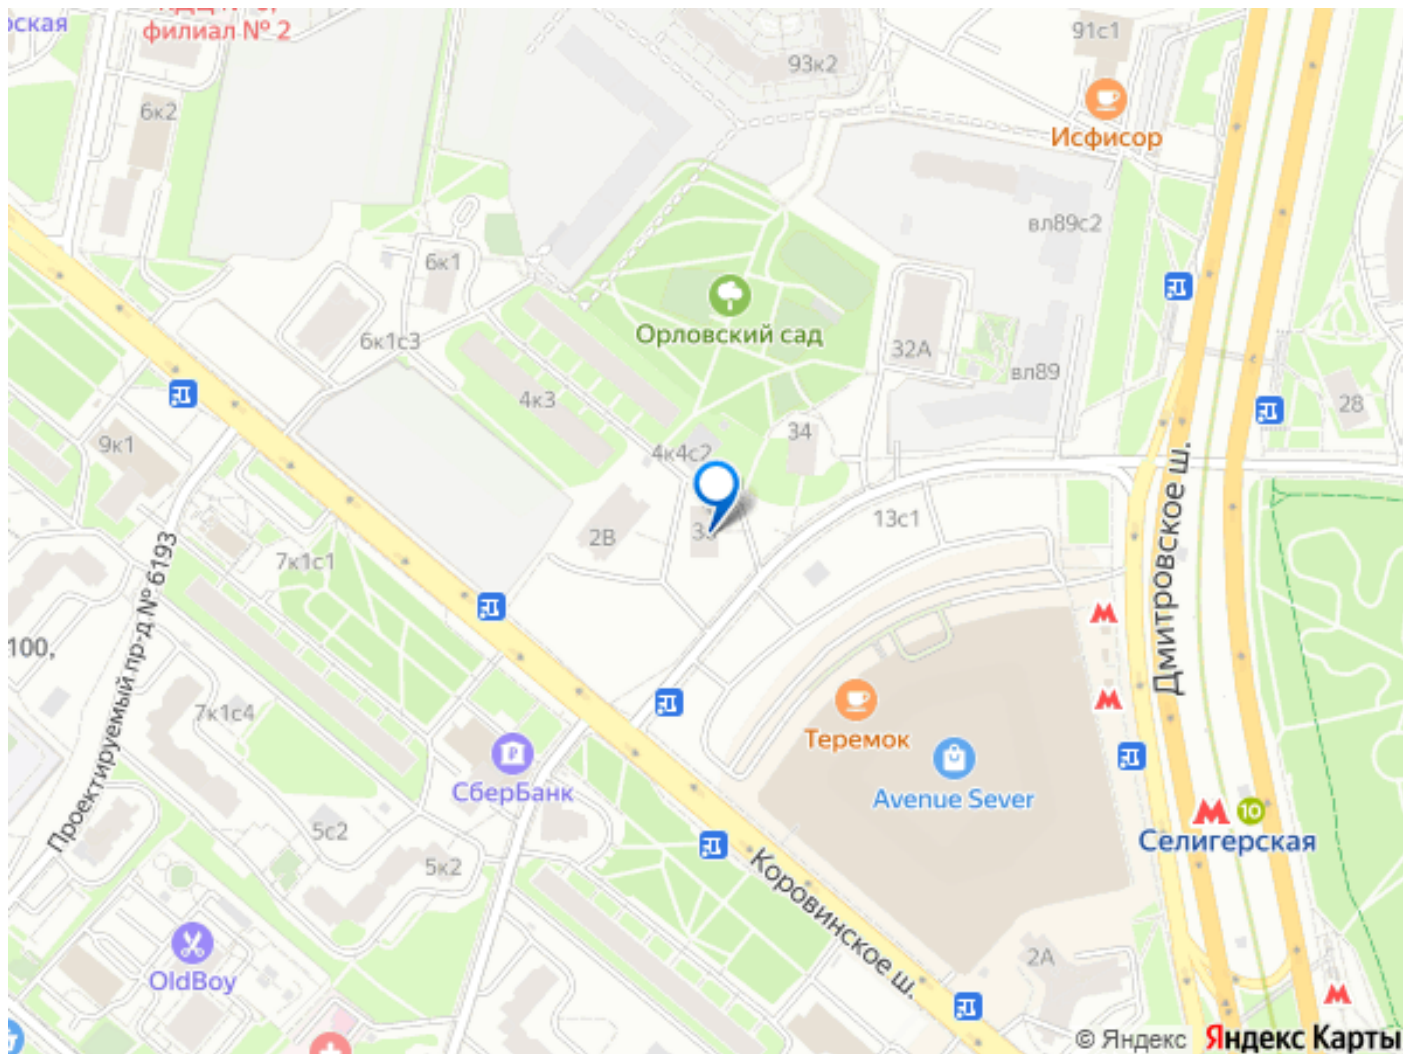 рская
филиал № 2
91с1
93к2
6к2
Исфисор
вл89с2
6к1
Орловский сад
6к1с3
32А
вл89
4к3
28
34
9к1
4к4с2
Дмитровское ш.
13с1
2В
7к1с1
Проектируемый пр-д № 6193
100,
7к1с4
Теремок
Avenue Sever
СберБанк
10
Селигерская
5с2
5к2
Коровинское ш.
OldBoy
2А
© Яндекс Яндекс Карты